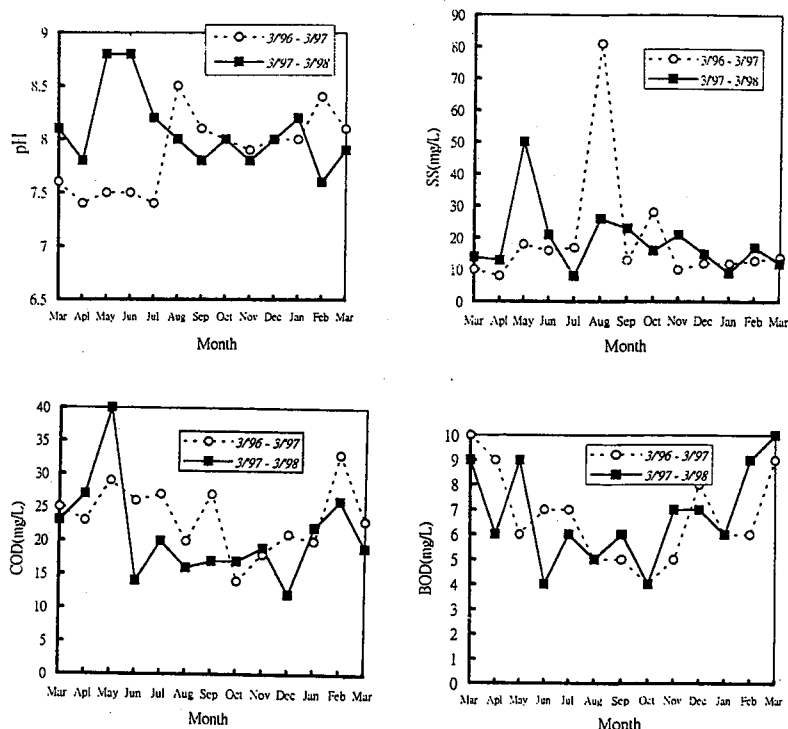 9
8.5
8
7.5
7
6.5
pH
3/'96 - 3/'97
3/'97 - 3/'98
Mar Apl May Jun Jul Aug Sep Oct Nov Dec Jan Feb Mar
Month
90
80
70
60
50
40
30
20
10
0
SS(mg/L)
3/'96 - 3/'97
3/'97 - 3/'98
Mar Apl May Jun Jul Aug Sep Oct Nov Dec Jan Feb Mar
Month
40
35
30
25
20
15
10
5
0
COD(mg/L)
3/'96 - 3/'97
3/'97 - 3/'98
Mar Apl May Jun Jul Aug Sep Oct Nov Dec Jan Feb Mar
Month
10
9
8
7
6
5
4
3
2
1
0
BOD(mg/L)
3/'96 - 3/'97
3/'97 - 3/'98
Mar Apl May Jun Jul Aug Sep Oct Nov Dec Jan Feb Mar
Month